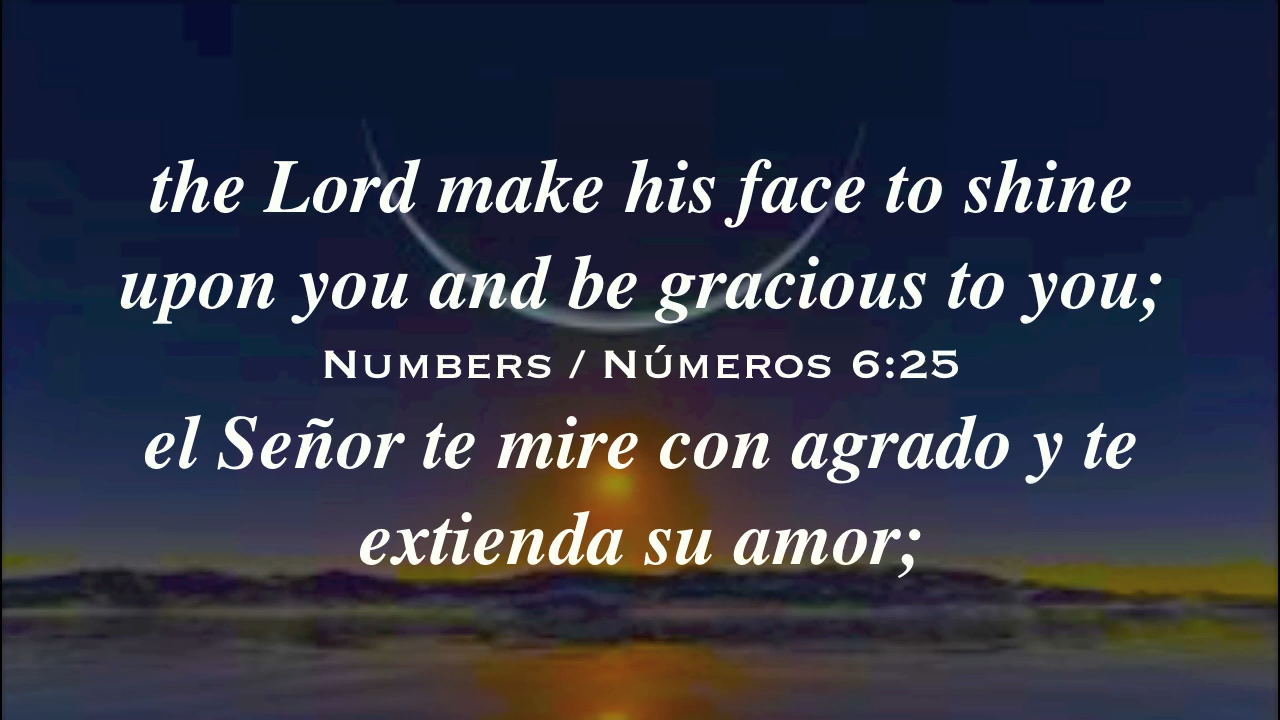 the Lord make his face to shine
upon you and be gracious to you;
Numbers / Números 6:25
el Señor te mire con agrado y te
extienda su amor;